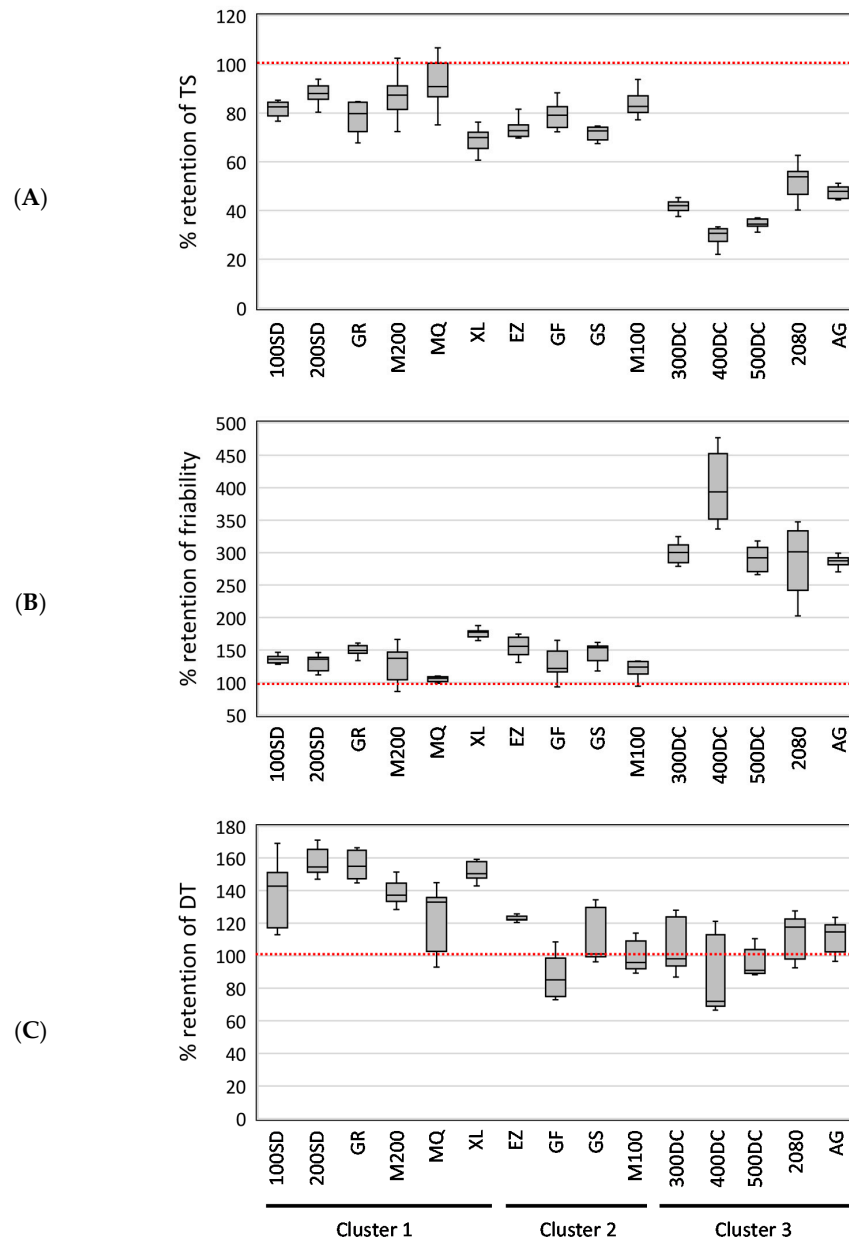 (A)
% retention of TS
120
100
80
60
40
20
0
100SD
200SD
GR
M200
MQ
XL
EZ
GF
GS
M100
300DC
400DC
500DC
2080
AG
(B)
% retention of friability
500
450
400
350
300
250
200
150
100
50
100SD
200SD
GR
M200
MQ
XL
EZ
GF
GS
M100
300DC
400DC
500DC
2080
AG
(C)
% retention of DT
180
160
140
120
100
80
60
40
20
0
100SD
200SD
GR
M200
MQ
XL
EZ
GF
GS
M100
300DC
400DC
500DC
2080
AG
Cluster 1
Cluster 2
Cluster 3